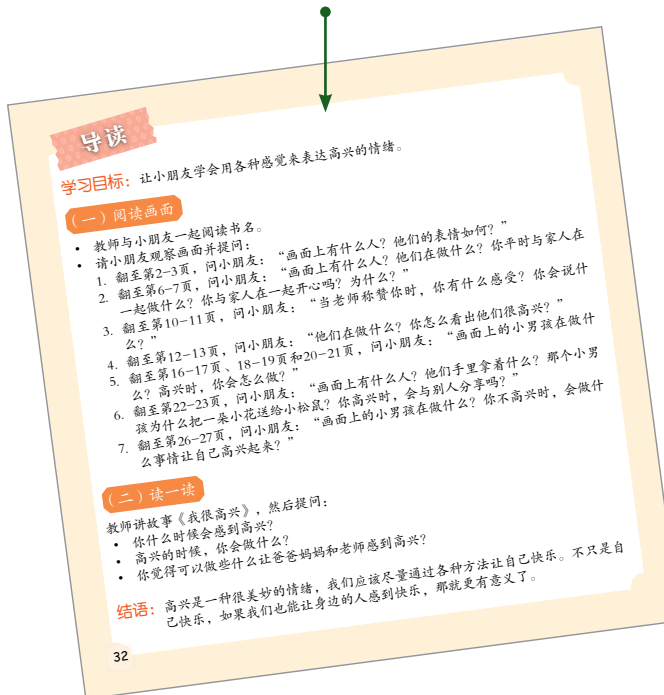 导读
学习目标：让小朋友学会用各种感觉来表达高兴的情绪。
（一）阅读画面
• 教师与小朋友一起阅读书名。
• 请小朋友观察画面并提问：
1. 翻至第2-3页，问小朋友：“画面上有什么人？他们的表情如何？”
2. 翻至第6-7页，问小朋友：“画面上有什么人？他们在做什么？你平时与家人在
一起做什么？你与家人在一起开心吗？为什么？”
3. 翻至第10-11页，问小朋友：“当老师称赞你时，你有什么感受？你会说什
么？”
4. 翻至第12-13页，问小朋友：“他们在做什么？你怎么看出他们很高兴？”
5. 翻至第16-17页、18-19页和20-21页，问小朋友：“画面上的小男孩在做什
么？高兴时，你会怎么做？”
6. 翻至第22-23页，问小朋友：“画面上有什么人？他们手里拿着什么？那个小男
孩为什么把一朵小花送给小松鼠？你高兴时，会与别人分享吗？”
7. 翻至第26-27页，问小朋友：“画面上的小男孩在做什么？你不高兴时，会做什
么事情让自己高兴起来？”
（二）读一读
教师讲故事《我很高兴》，然后提问：
• 你什么时候会感到高兴？
• 高兴的时候，你会做什么？
• 你觉得可以做些什么让爸爸妈妈和老师感到高兴？
结语：高兴是一种很美妙的情绪，我们应该尽量通过各种方法让自己快乐。不只是自
己快乐，如果我们也能让身边的人感到快乐，那就更有意义了。
32